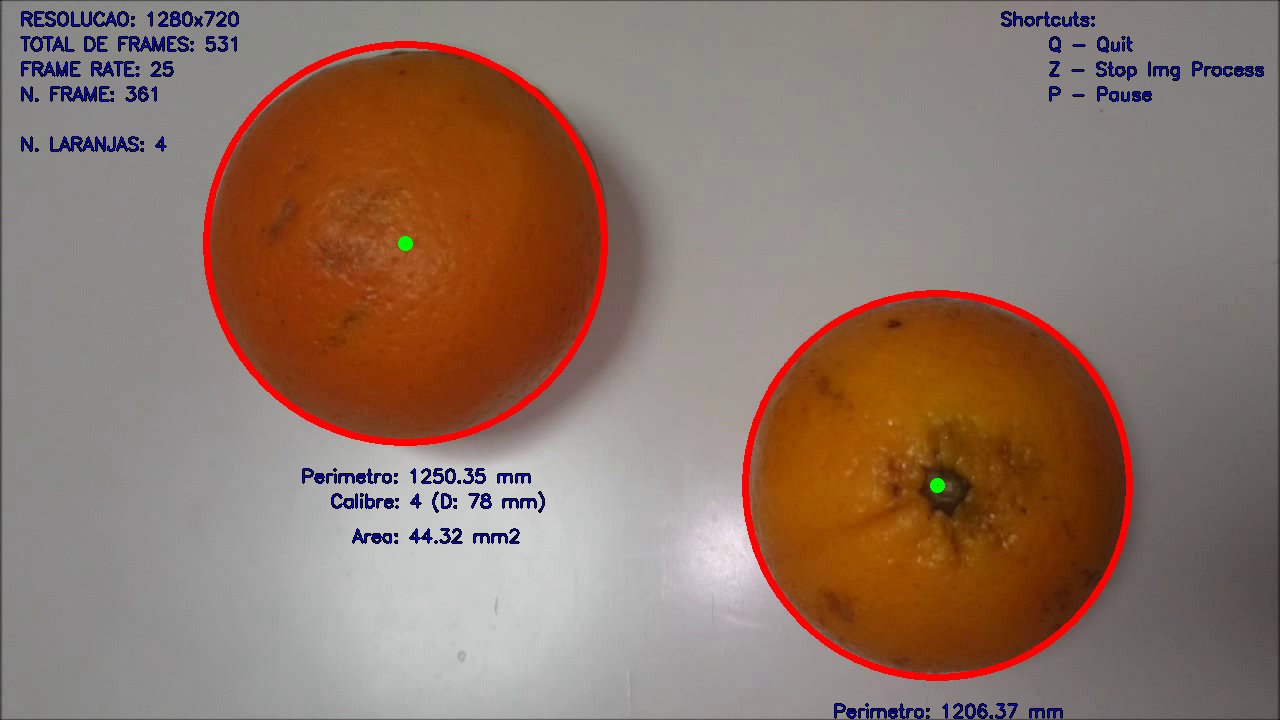 RESOLUCAO: 1280x720
TOTAL DE FRAMES: 531
FRAME RATE: 25
N. FRAME: 361
N. LARANJAS: 4
Shortcuts:
Q - Quit
Z - Stop Img Process
P - Pause
Perimetro: 1250.35 mm
Calibre: 4 (D: 78 mm)
Area: 44.32 mm2
Perimetro: 1206.37 mm